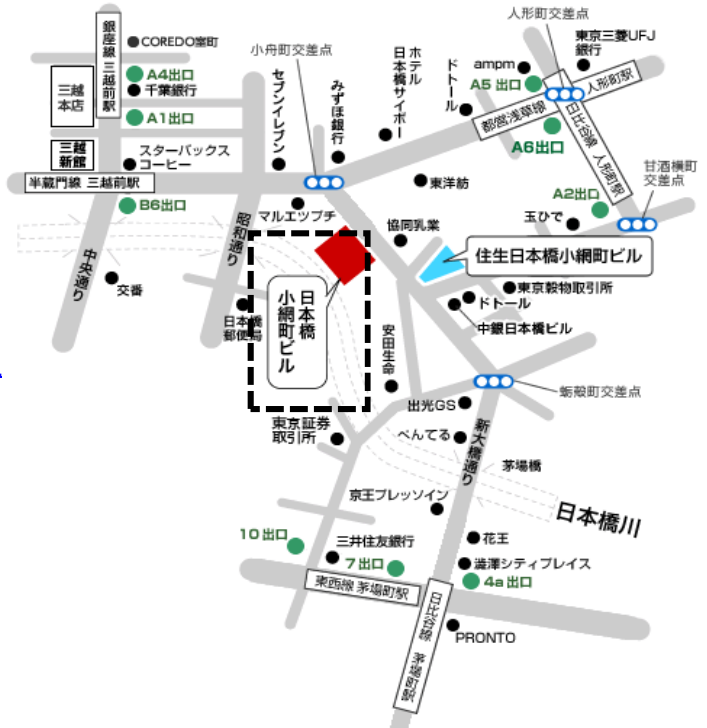 人形町交差点
銀座線 三越前駅
COREDO室町
小舟町交差点
ホテル
日本橋サイボー
ドトール
ampm
東京三菱UFJ
銀行
A4出口
千葉銀行
三越
本店
A1出口
セブンイレブン
みずほ銀行
A5 出口
人形町駅
都営浅草線
日比谷線 人形町駅
A6出口
三越
新館
スターバックス
コーヒー
半蔵門線 三越前駅
B6出口
マルエツプチ
東洋紡
甘酒横町
交差点
A2出口
玉ひで
協同乳業
住生日本橋小網町ビル
昭和通り
中央通り
交番
日本橋
郵便局
日本橋
小網町ビル
東京穀物取引所
ドトール
中銀日本橋ビル
安田生命
蛎殻町交差点
出光GS
東京証券
取引所
ぺんてる
新大橋通り
茅場橋
京王プレッソイン
日本橋川
10 出口
三井住友銀行
7 出口
花王
澁澤シティプレイス
4a 出口
東西線 茅場町駅
日比谷線 茅場町駅
PRONTO